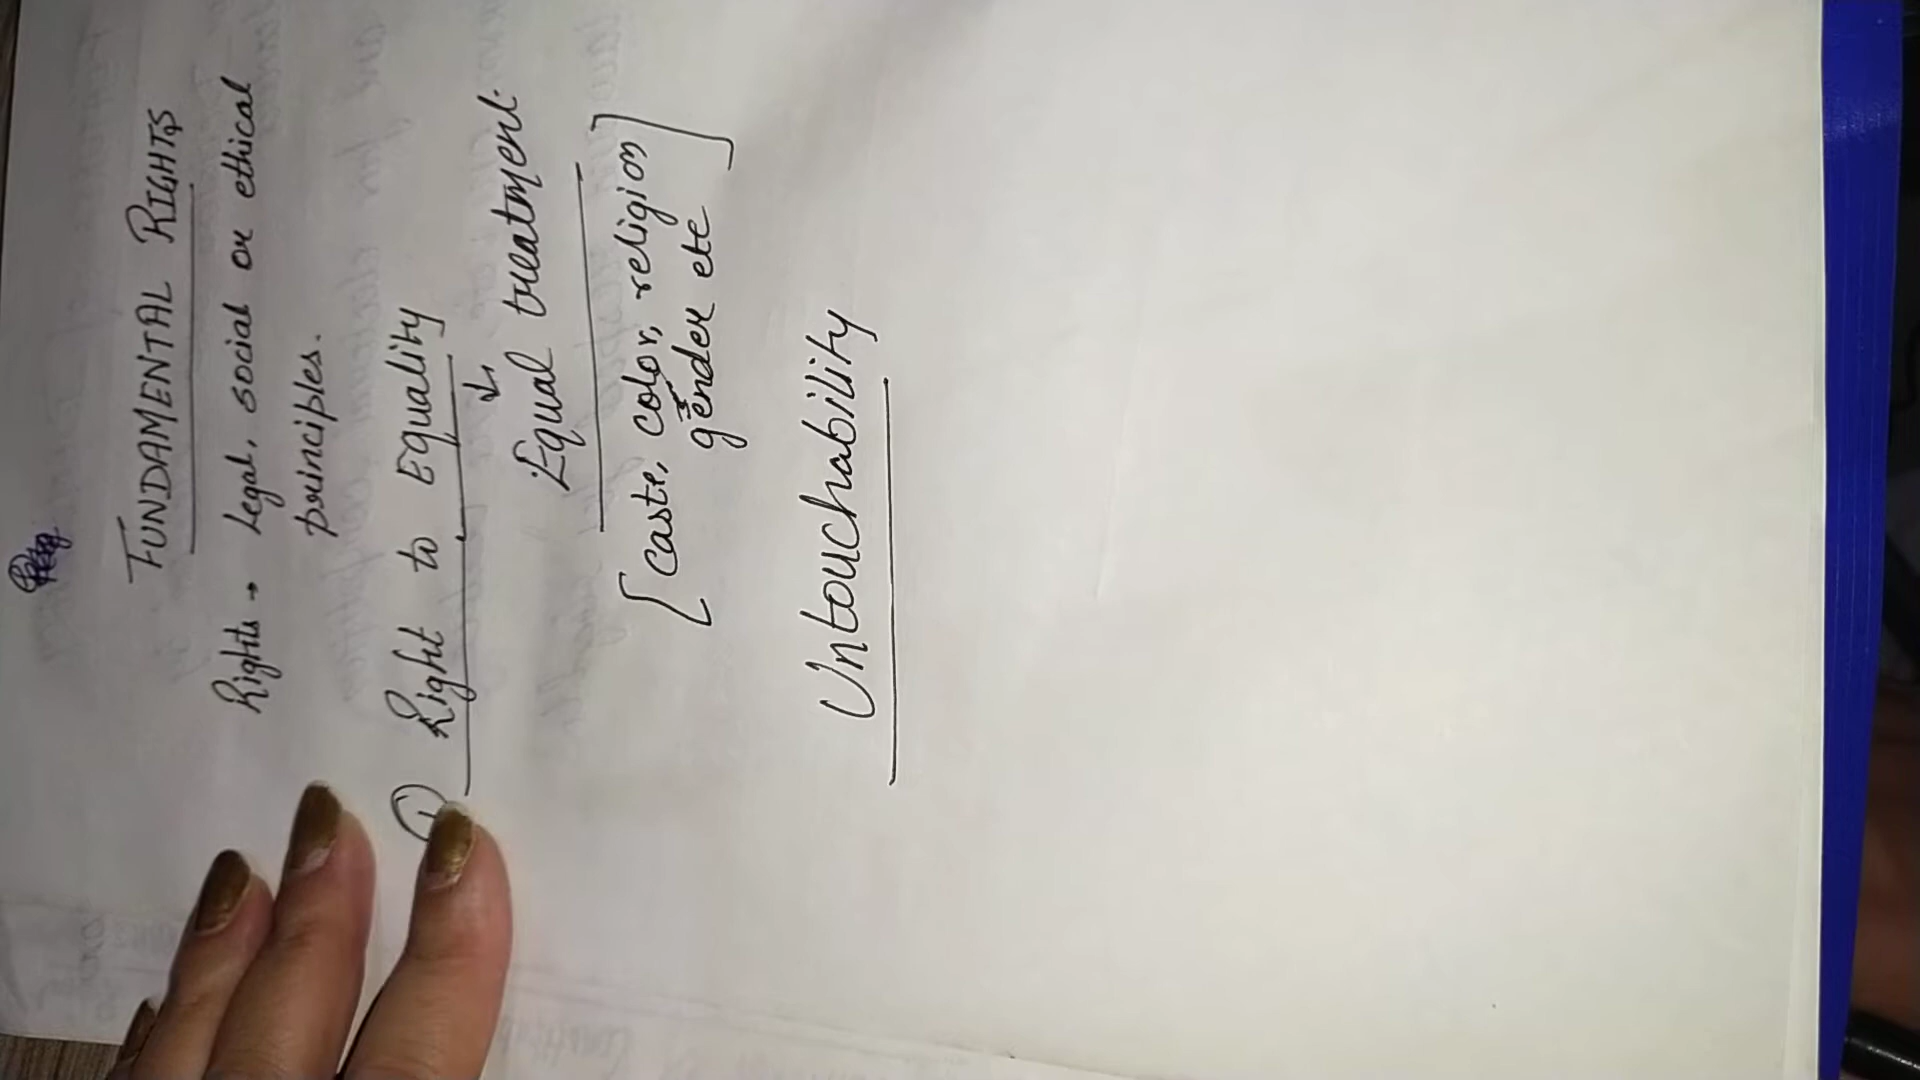 FUNDAMENTAL RIGHTS
Rights → Legal, social or ethical
principles.
① Right to Equality
↓
Equal treatment.
[caste, color, religion
gender etc]
Untouchability